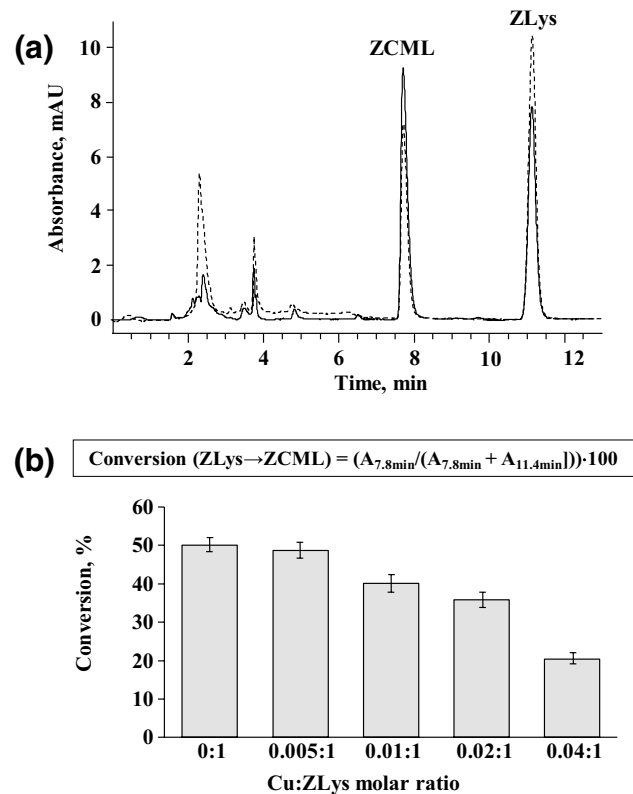 (a)
ZCML
ZLys
Absorbance, mAU
10
8
6
4
2
0
2
4
6
8
10
12
Time, min
(b)
Conversion (ZLys→ZCML) = (A7.8min/(A7.8min + A11.4min]))·100
Conversion, %
60
50
40
30
20
10
0
0:1
0.005:1
0.01:1
0.02:1
0.04:1
Cu:ZLys molar ratio